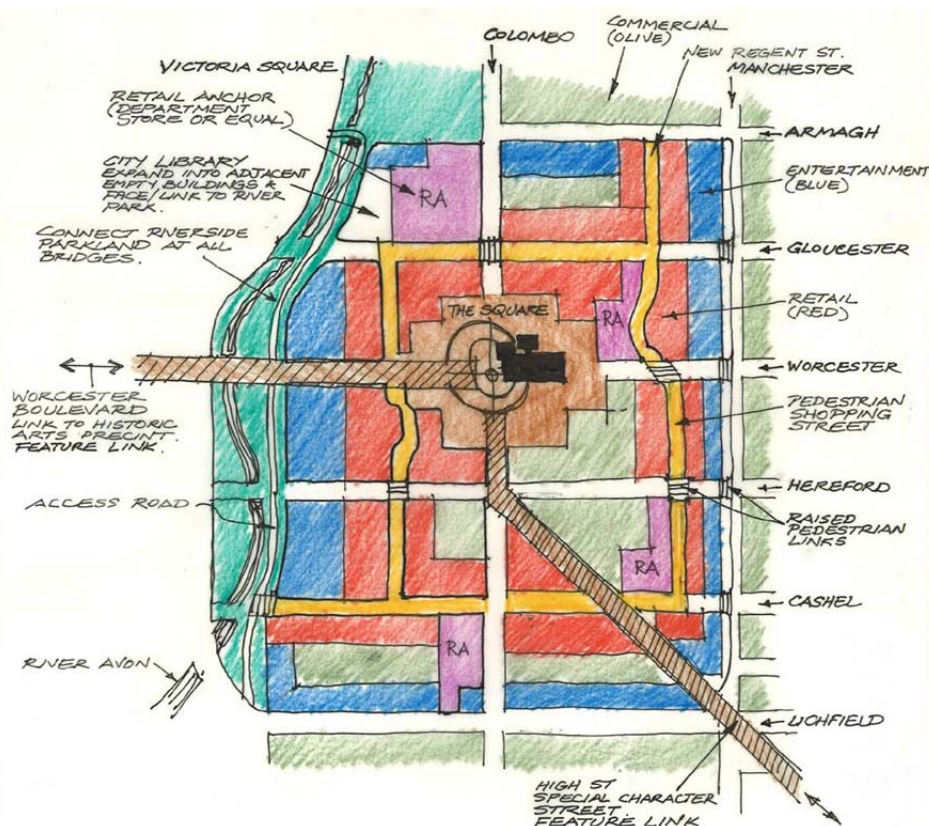 COMMERCIAL
(OLIVE)
COLOMBO
NEW REGENT ST.
MANCHESTER
VICTORIA SQUARE
RETAIL ANCHOR
(DEPARTMENT
STORE OR EQUAL)
ARMAGH
CITY LIBRARY
EXPAND INTO ADJACENT
EMPTY BUILDINGS &
FACE/LINK TO RIVER
PARK.
RA
ENTERTAINMENT
(BLUE)
CONNECT RIVERSIDE
PARKLAND AT ALL
BRIDGES.
GLOUCESTER
THE SQUARE
RA
RETAIL
(RED)
WORCESTER
WORCESTER
BOULEVARD
LINK TO HISTORIC
ARTS PRECINT.
FEATURE LINK.
PEDESTRIAN
SHOPPING
STREET
ACCESS ROAD
HEREFORD
RAISED
PEDESTRIAN
LINKS
RA
CASHEL
RA
RIVER AVON
LICHFIELD
HIGH ST
SPECIAL CHARACTER
STREET.
FEATURE LINK